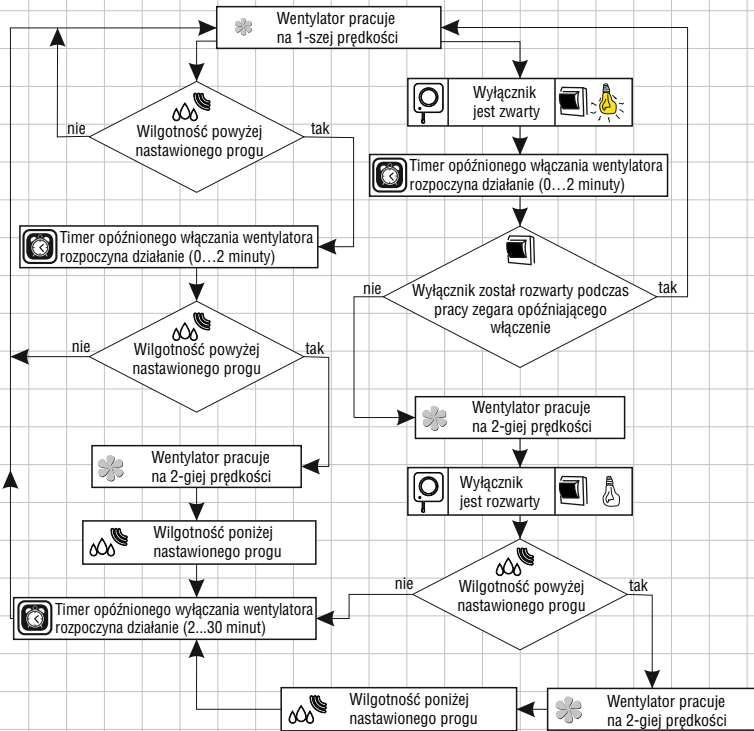 Wentylator pracuje
na 1-szej prędkości
nie
Wilgotność powyżej
nastawionego progu
tak
Wyłącznik
jest zwarty
Timer opóźnionego włączania wentylatora
rozpoczyna działanie (0...2 minuty)
Timer opóźnionego włączania wentylatora
rozpoczyna działanie (0...2 minuty)
nie
Wyłącznik został rozwarty podczas
pracy zegara opóźniającego
włączenie
tak
nie
Wilgotność powyżej
nastawionego progu
tak
Wentylator pracuje
na 2-giej prędkości
Wentylator pracuje
na 2-giej prędkości
Wyłącznik
jest rozwarty
Wilgotność poniżej
nastawionego progu
nie
Wilgotność powyżej
nastawionego progu
tak
Timer opóźnionego wyłączania wentylatora
rozpoczyna działanie (2...30 minut)
Wilgotność poniżej
nastawionego progu
Wentylator pracuje
na 2-giej prędkości